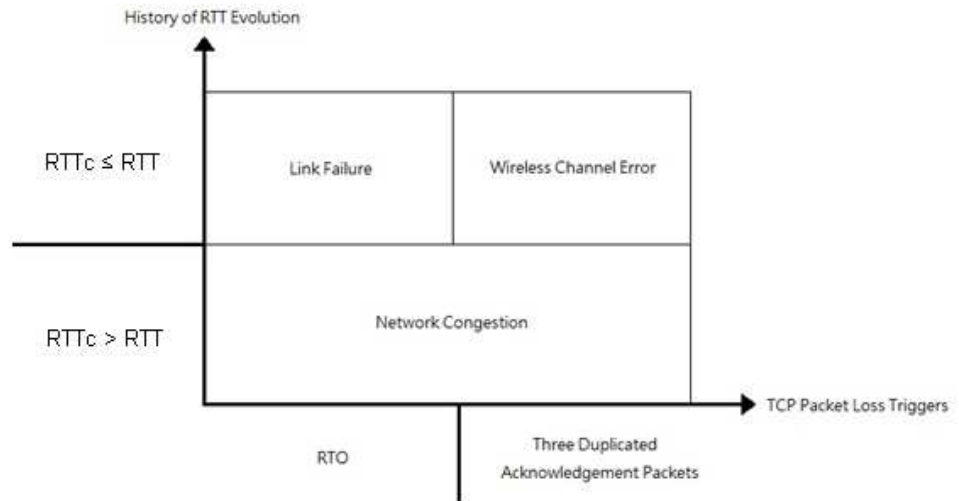 History of RTT Evolution
RTTc ≤ RTT
Link Failure
Wireless Channel Error
RTTc > RTT
Network Congestion
TCP Packet Loss Triggers
RTO
Three Duplicated
Acknowledgement Packets